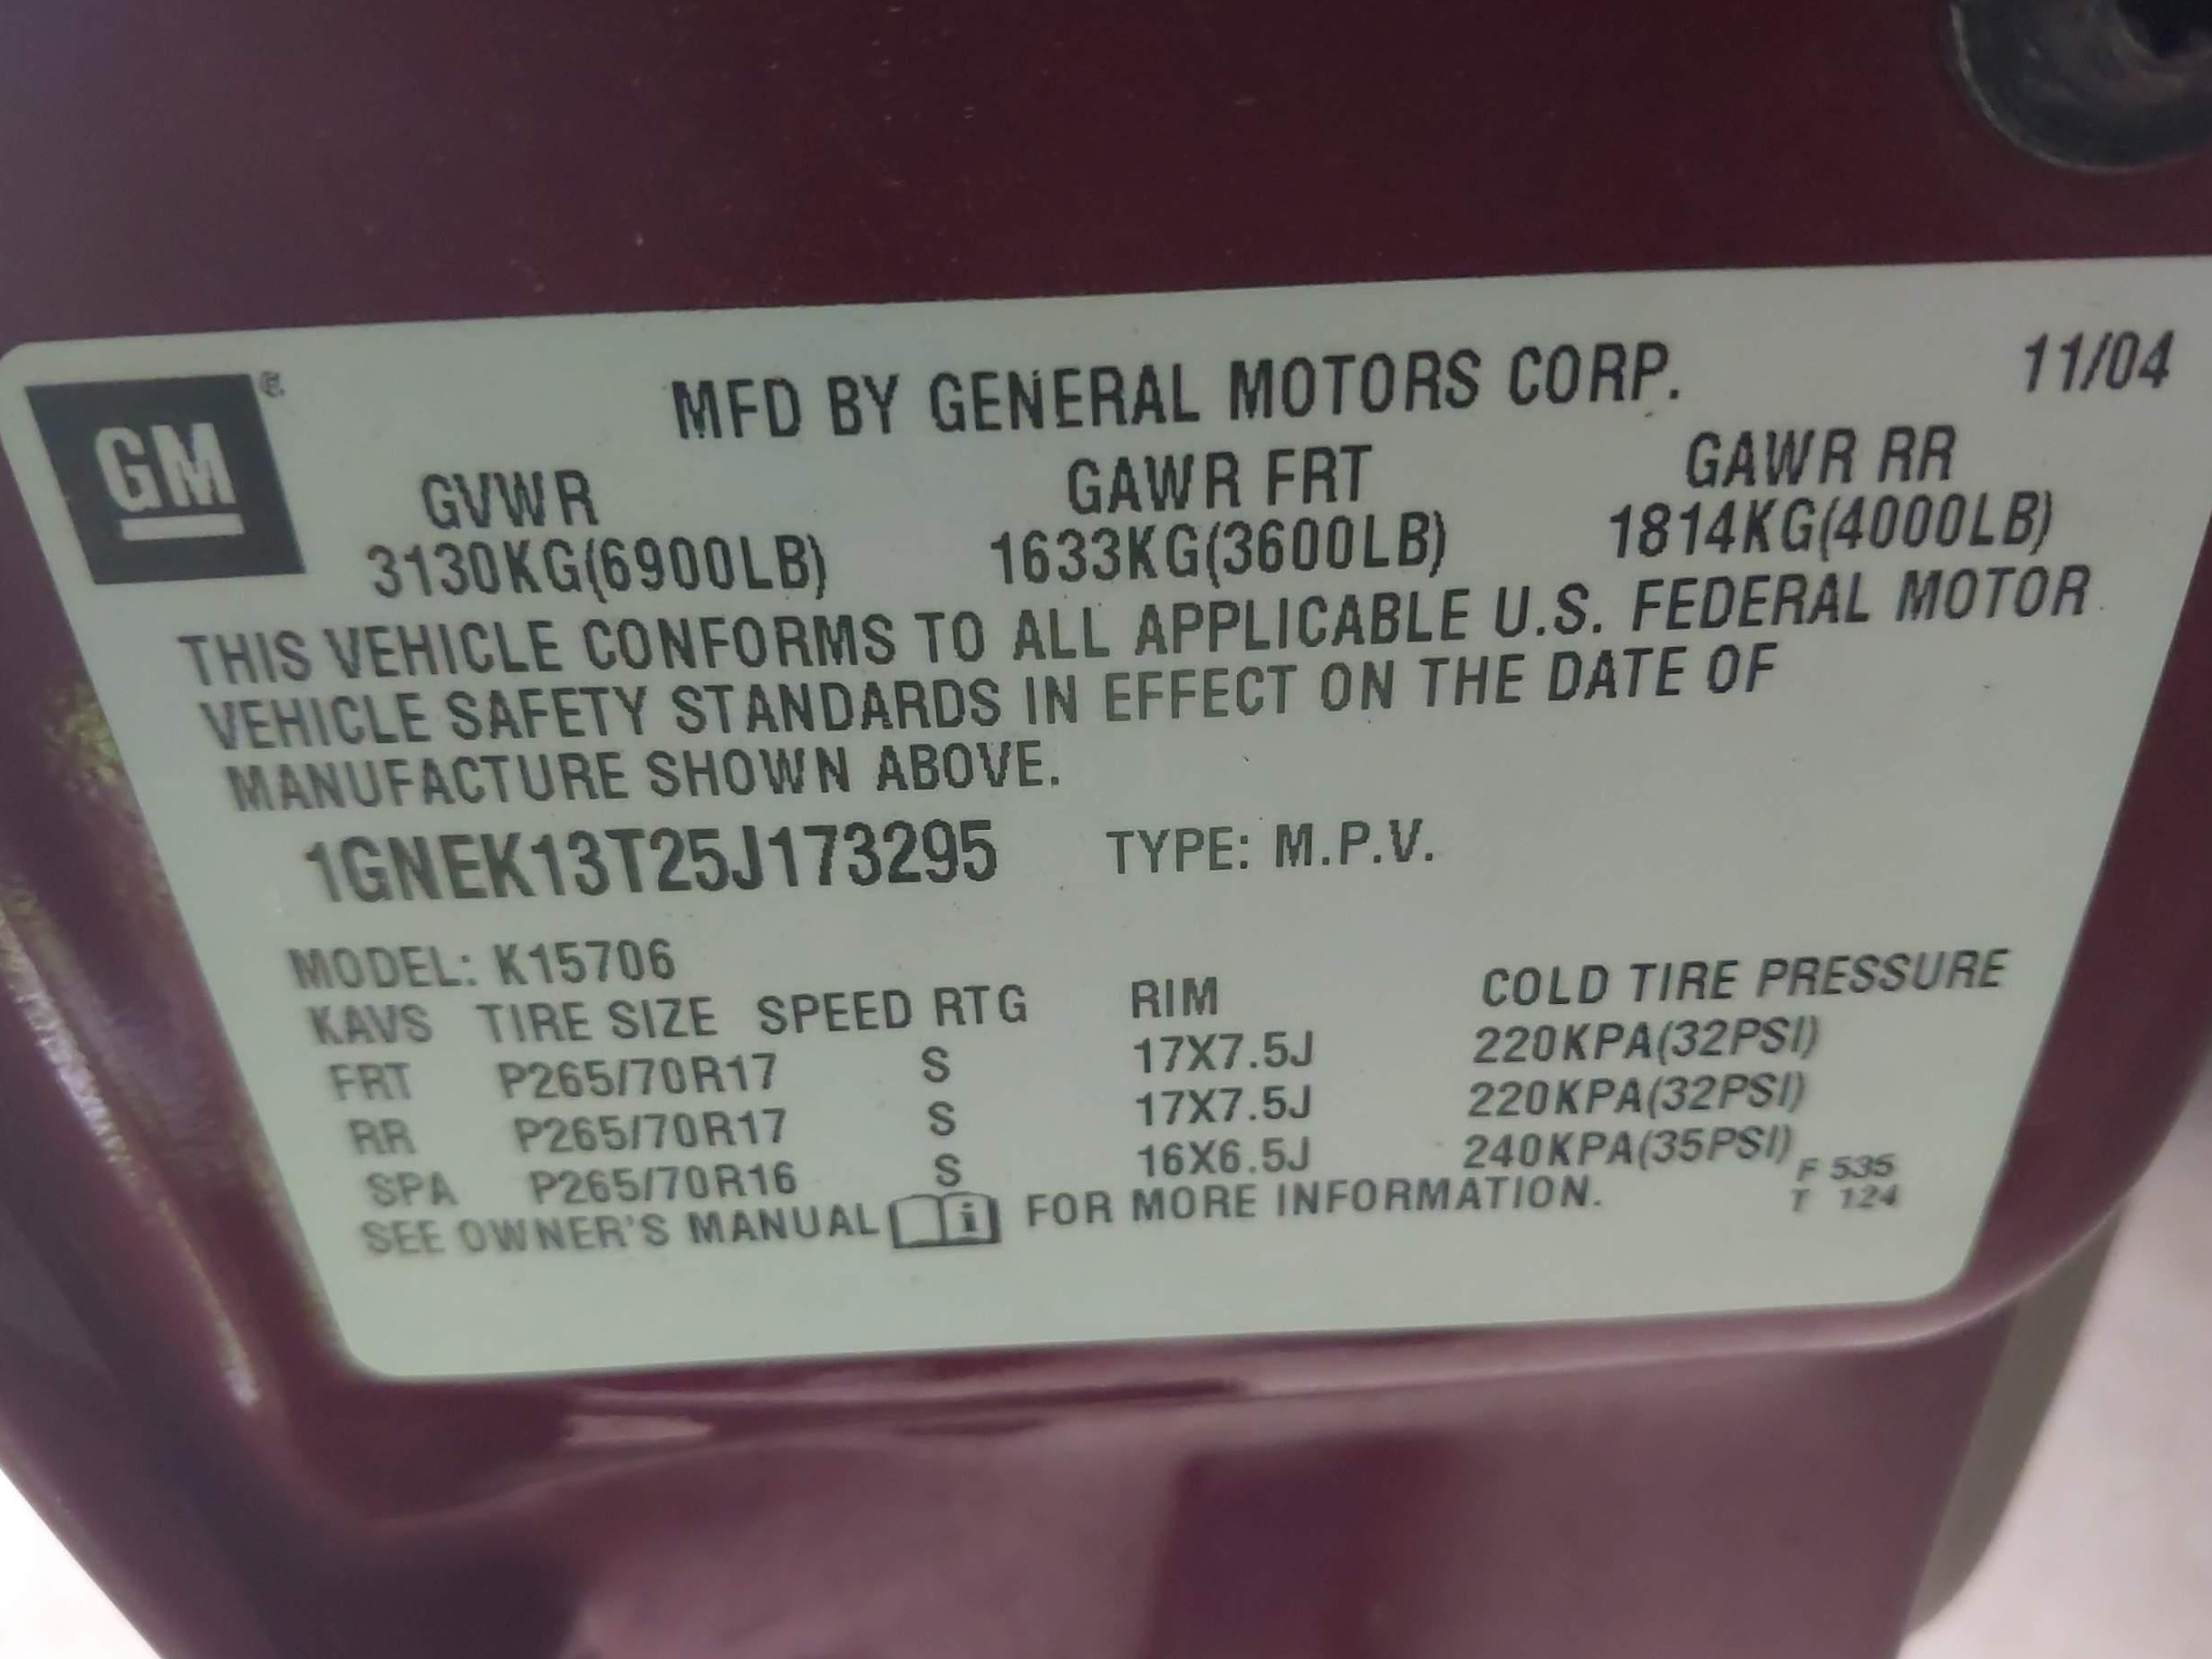 GM
MFD BY GENERAL MOTORS CORP. 11/04
GVWR GAWR FRT GAWR RR
3130KG(6900LB) 1633KG(3600LB) 1814KG(4000LB)
THIS VEHICLE CONFORMS TO ALL APPLICABLE U.S. FEDERAL MOTOR
VEHICLE SAFETY STANDARDS IN EFFECT ON THE DATE OF
MANUFACTURE SHOWN ABOVE.
1GNEK13T25J173295 TYPE: M.P.V.
MODEL: K15706
KAVS TIRE SIZE SPEED RTG RIM COLD TIRE PRESSURE
FRT P265/70R17 S 17X7.5J 220KPA(32PSI)
RR P265/70R17 S 17X7.5J 220KPA(32PSI)
SPA P265/70R16 S 16X6.5J 240KPA(35PSI) F 535
SEE OWNER'S MANUAL i FOR MORE INFORMATION. T 124